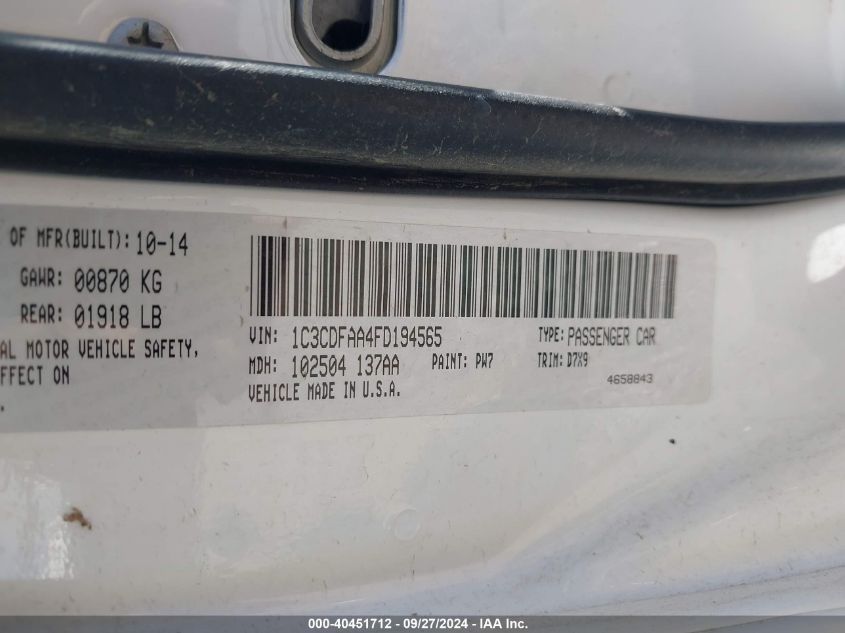 OF MFR(BUILT): 10-14
GAWR: 00870 KG
REAR: 01918 LB
AL MOTOR VEHICLE SAFETY,
FFECT ON
VIN: 1C3CDFAA4FD194565 TYPE: PASSENGER CAR
MDH: 102504 137AA PAINT: PW7 TRIM: D7X9
VEHICLE MADE IN U.S.A. 4658843
000-40451712 - 09/27/2024 - IAA Inc.